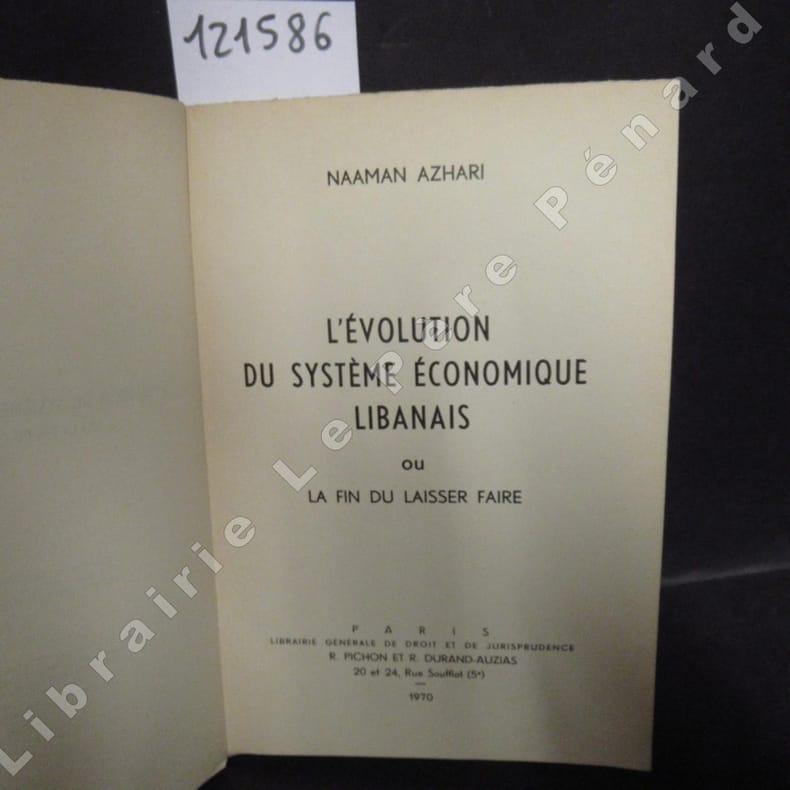 121586
NAAMAN AZHARI
L'ÉVOLUTION
DU SYSTÈME ÉCONOMIQUE
LIBANAIS
ou
LA FIN DU LAISSER FAIRE
PARIS
LIBRAIRIE GÉNÉRALE DE DROIT ET DE JURISPRUDENCE
R. PICHON ET R. DURAND-AUZIAS
20 et 24, Rue Soufflot (5e)
—
1970
Librairie Le Père Pénard